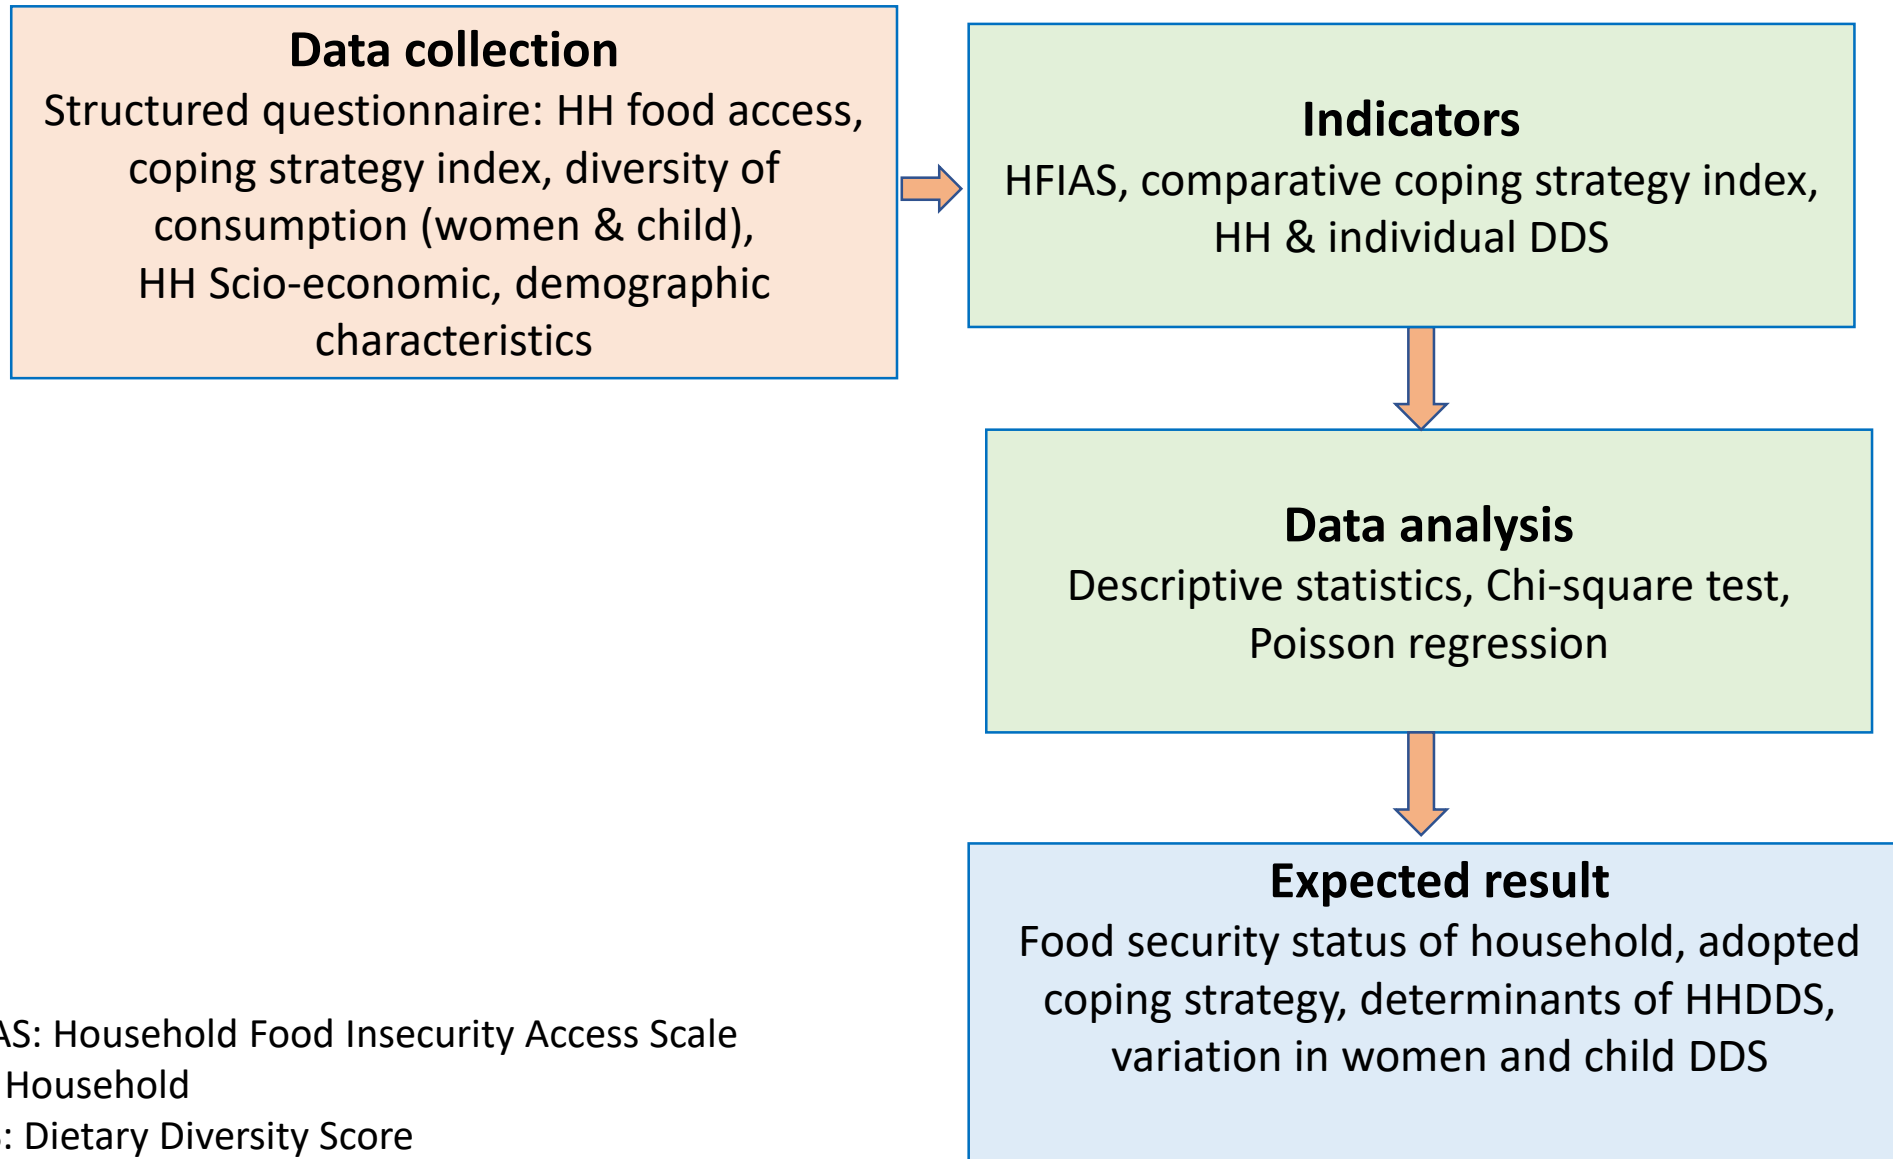 Data collection
Structured questionnaire: HH food access,
coping strategy index, diversity of
consumption (women & child),
HH Scio-economic, demographic
characteristics
Indicators
HFIAS, comparative coping strategy index,
HH & individual DDS
Data analysis
Descriptive statistics, Chi-square test,
Poisson regression
Expected result
Food security status of household, adopted
coping strategy, determinants of HHDDS,
variation in women and child DDS
AS: Household Food Insecurity Access Scale
Household
: Dietary Diversity Score